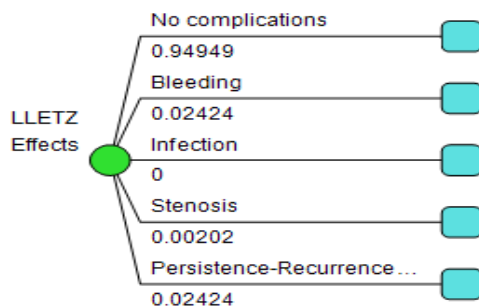 No complications
0.94949
Bleeding
0.02424
LLETZ
Effects
Infection
0
Stenosis
0.00202
Persistence-Recurrence...
0.02424